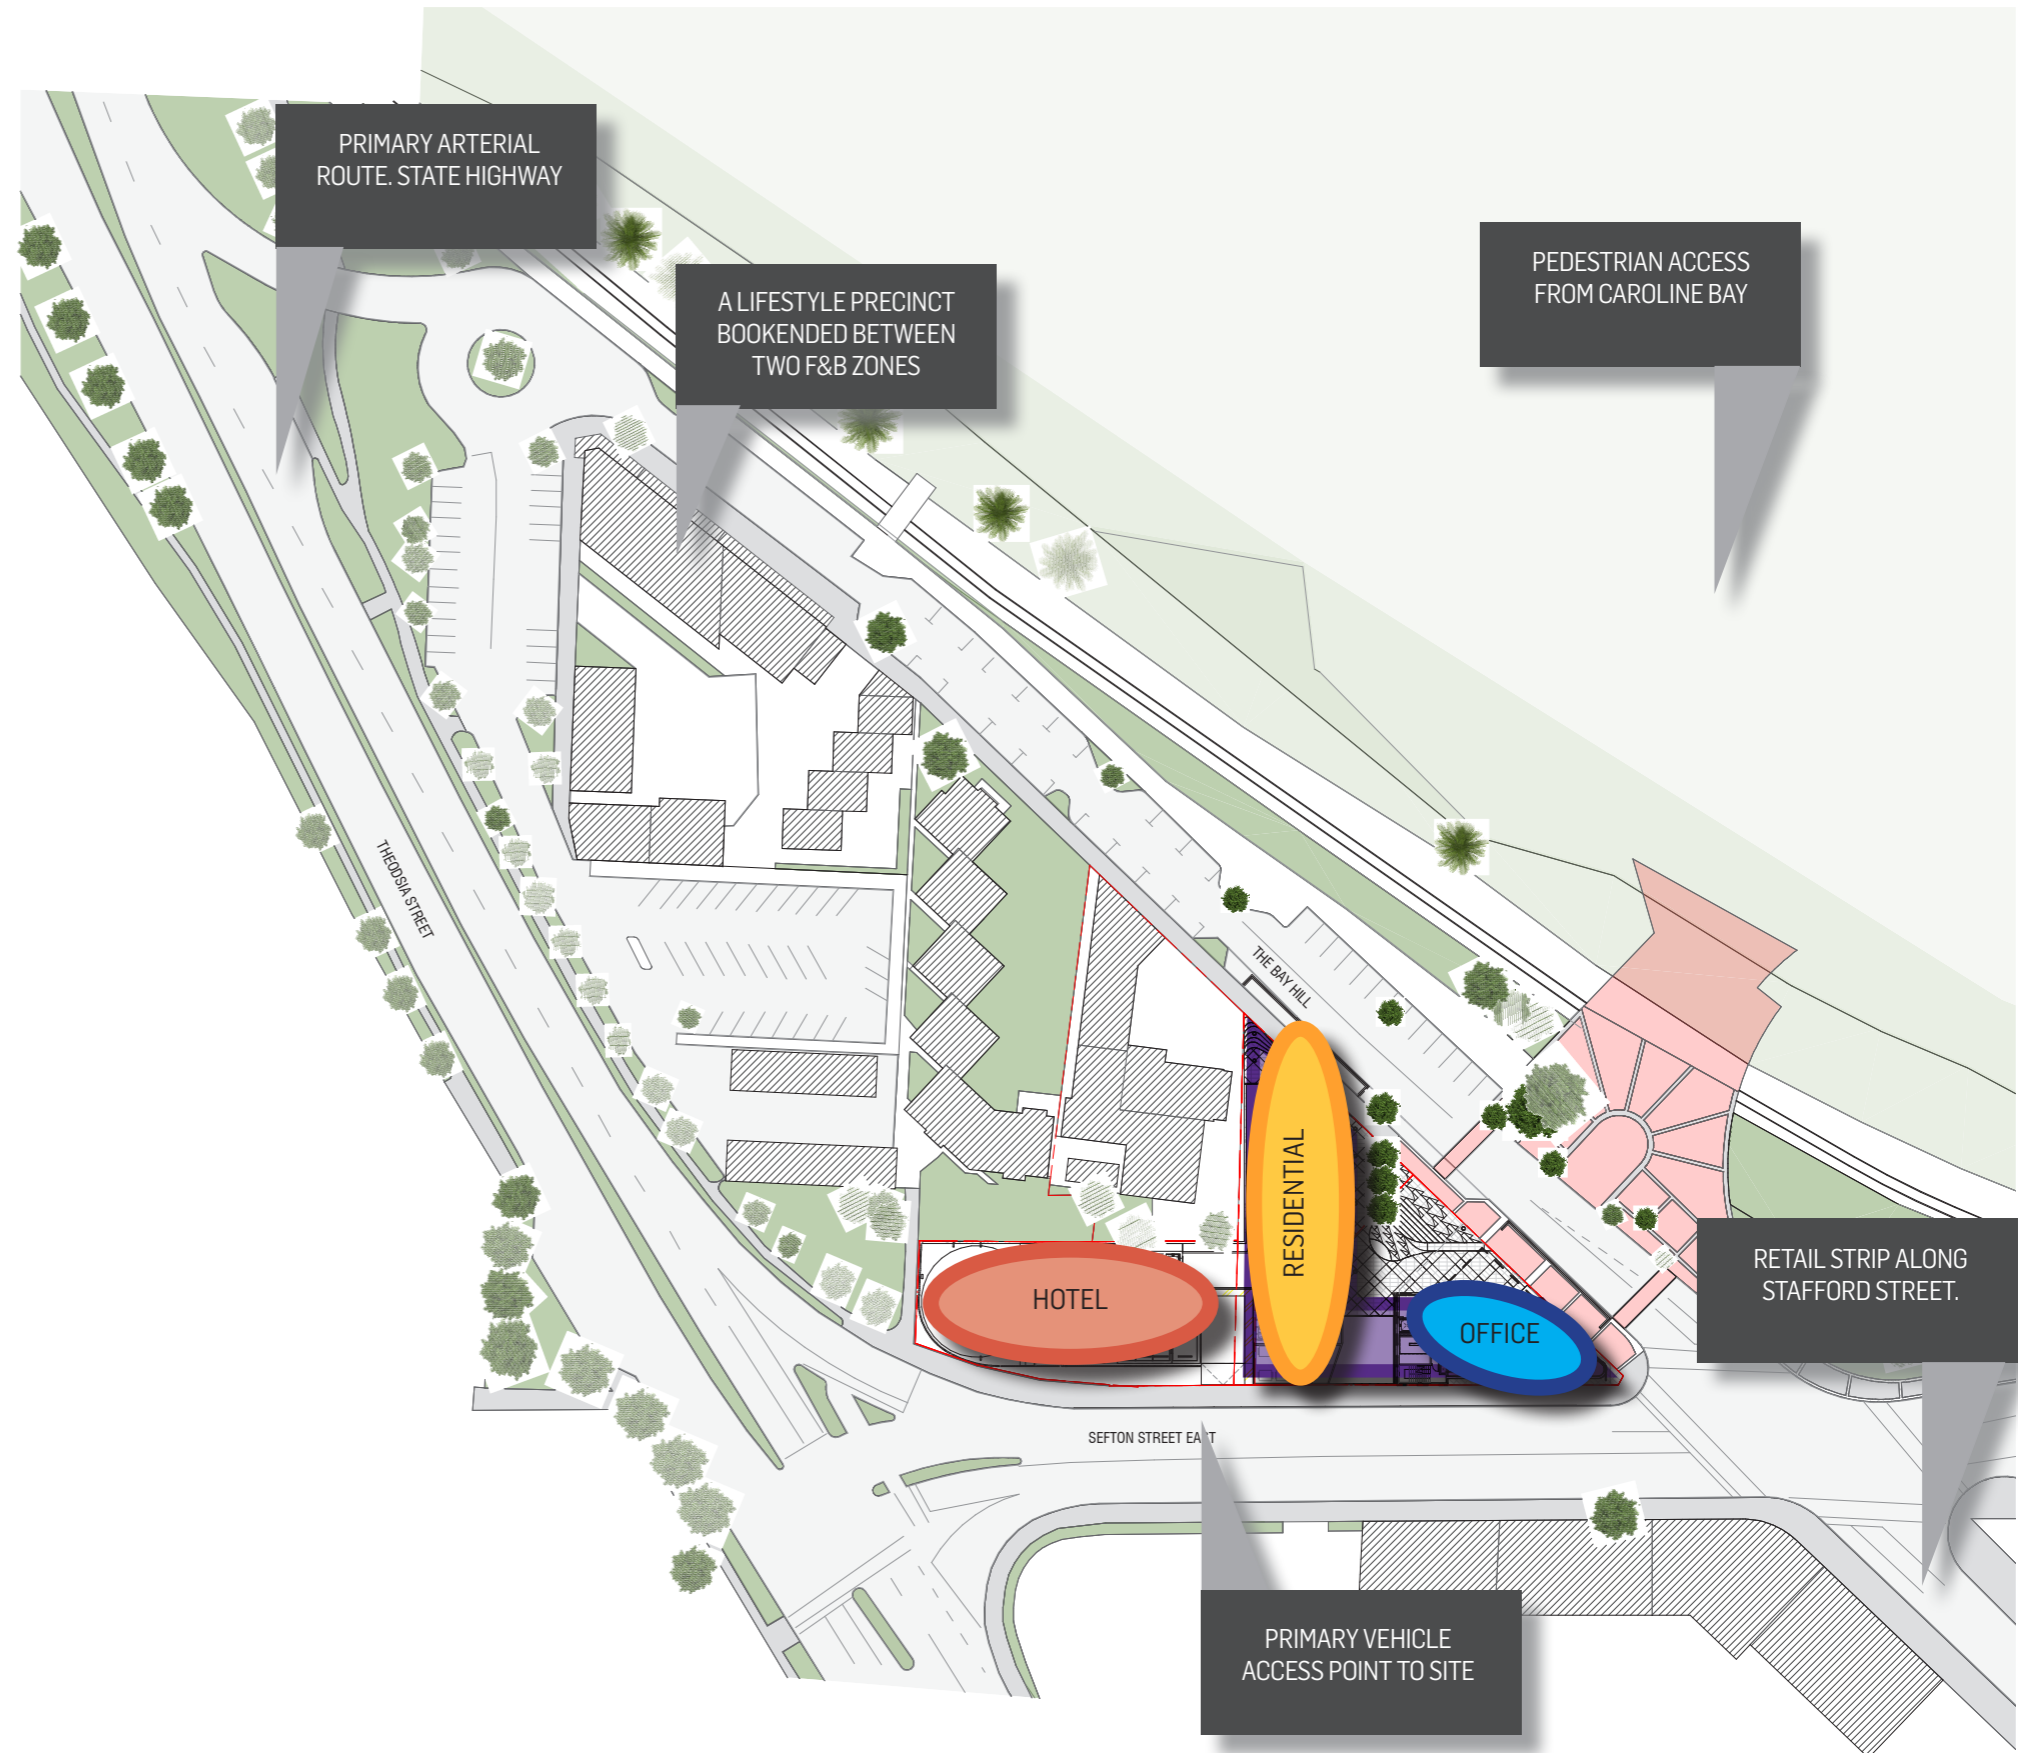 PRIMARY ARTERIAL
ROUTE. STATE HIGHWAY
PEDESTRIAN ACCESS
FROM CAROLINE BAY
A LIFESTYLE PRECINCT
BOOKENDED BETWEEN
TWO F&B ZONES
THEODSIA STREET
THE BAY HILL
RESIDENTIAL
RETAIL STRIP ALONG
STAFFORD STREET.
HOTEL
OFFICE
SEFTON STREET EAST
PRIMARY VEHICLE
ACCESS POINT TO SITE